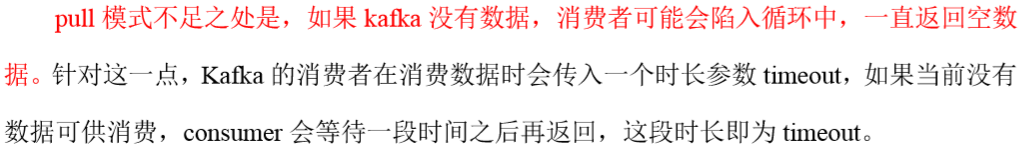 pull 模式不足之处是，如果 kafka 没有数据，消费者可能会陷入循环中，一直返回空数
据。针对这一点，Kafka 的消费者在消费数据时会传入一个时长参数 timeout，如果当前没有
数据可供消费，consumer 会等待一段时间之后再返回，这段时长即为 timeout。